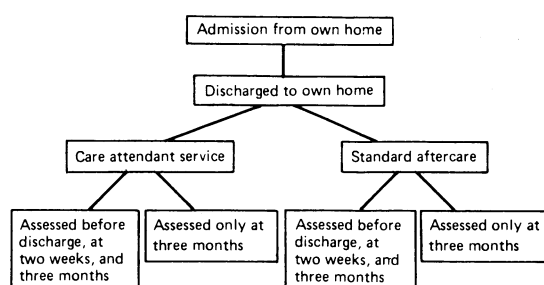 Admission from own home
Discharged to own home
Care attendant service
Standard aftercare
Assessed before
discharge, at
two weeks, and
three months
Assessed only at
three months
Assessed before
discharge, at
two weeks, and
three months
Assessed only at
three months